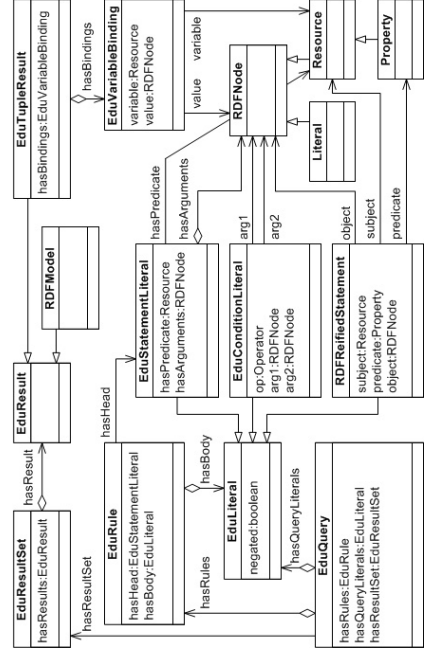 EduResultSet
hasResults:EduResult
hasResult
EduResult
RDFModel
EduTupleResult
hasBindings:EduVariableBinding
hasResultSet
hasBindings
EduRule
hasHead:EduStatementLiteral
hasBody:EduLiteral
hasHead
EduStatementLiteral
hasPredicate:Resource
hasArguments:RDFNode
hasPredicate
hasArguments
EduVariableBinding
variable:Resource
value:RDFNode
value
variable
hasRules
hasBody
EduLiteral
negated:boolean
EduConditionLiteral
op:Operator
arg1:RDFNode
arg2:RDFNode
arg1
arg2
RDFNode
Resource
Literal
Property
hasQueryLiterals
EduQuery
hasRules:EduRule
hasQueryLiterals:EduLiteral
hasResultSet:EduResultSet
RDFReifiedStatement
subject:Resource
predicate:Property
object:RDFNode
object
subject
predicate